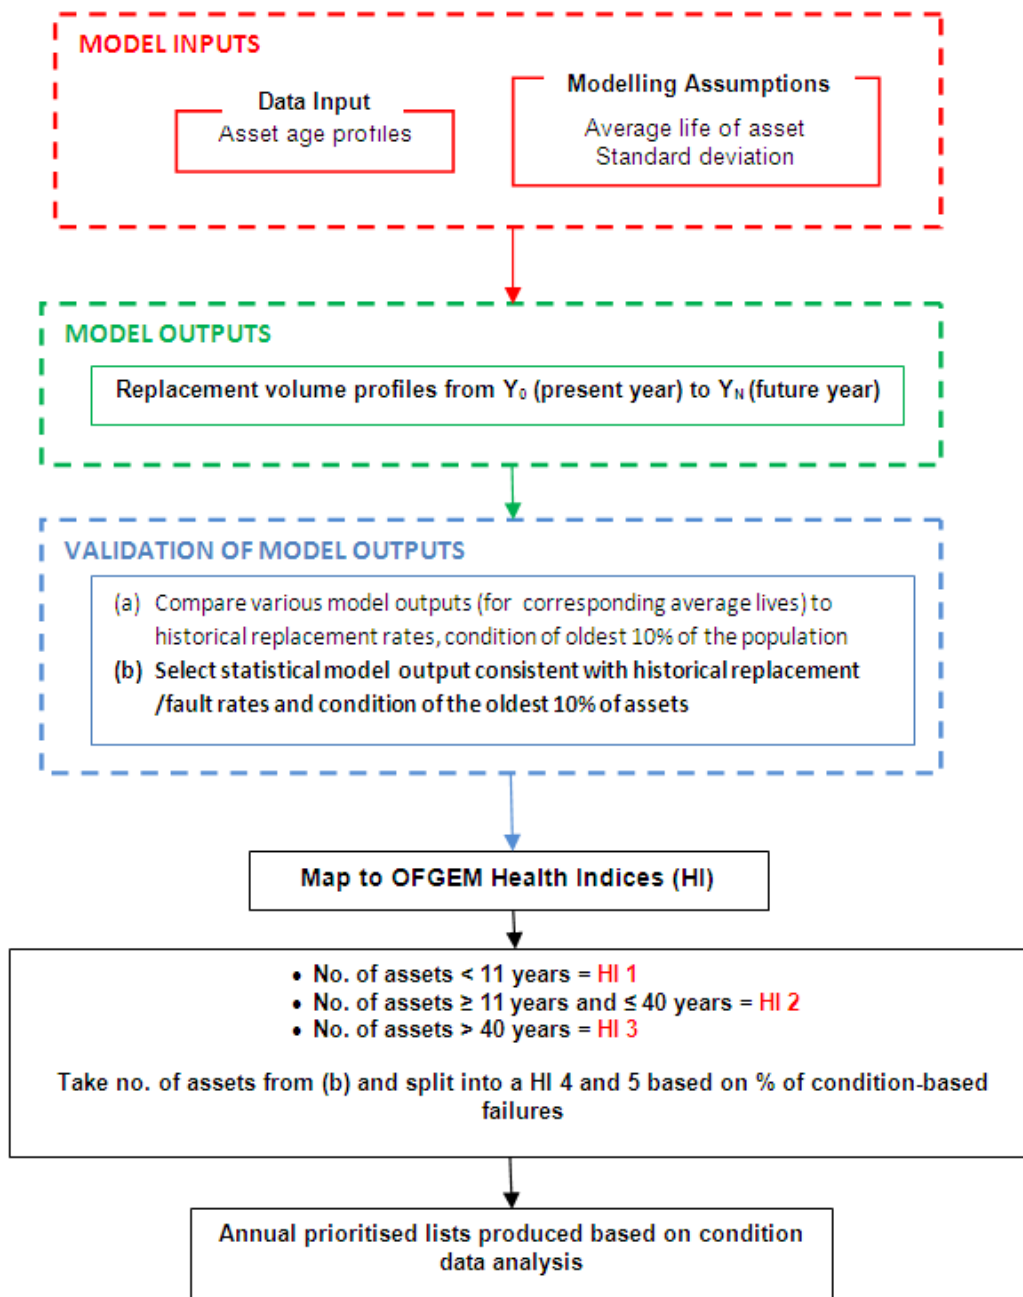 MODEL INPUTS
Data Input
Asset age profiles
Modelling Assumptions
Average life of asset
Standard deviation
MODEL OUTPUTS
Replacement volume profiles from Y₀ (present year) to Yₙ (future year)
VALIDATION OF MODEL OUTPUTS
(a) Compare various model outputs (for corresponding average lives) to
historical replacement rates, condition of oldest 10% of the population
(b) Select statistical model output consistent with historical replacement
/fault rates and condition of the oldest 10% of assets
Map to OFGEM Health Indices (HI)
• No. of assets < 11 years = HI 1
• No. of assets ≥ 11 years and ≤ 40 years = HI 2
• No. of assets > 40 years = HI 3
Take no. of assets from (b) and split into a HI 4 and 5 based on % of condition-based
failures
Annual prioritised lists produced based on condition
data analysis